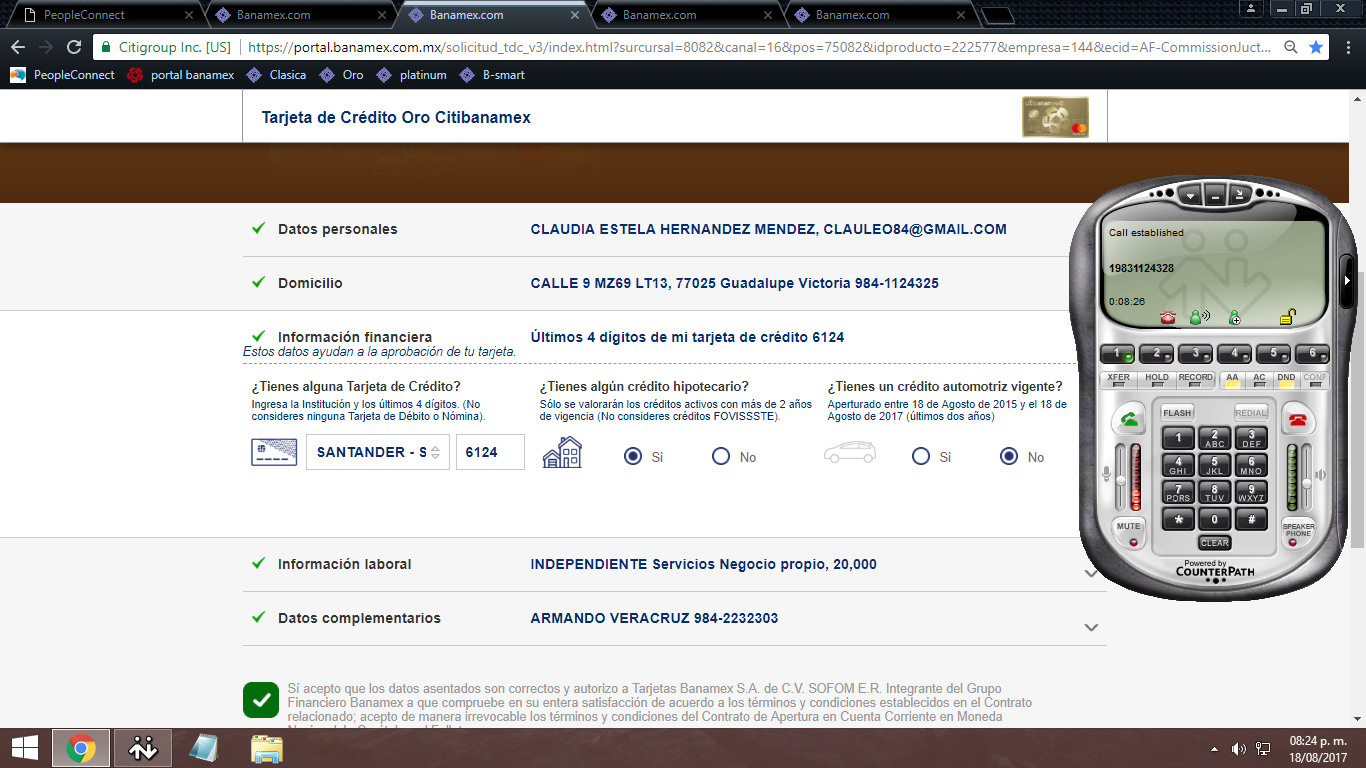 PeopleConnect
Banamex.com
Banamex.com
Banamex.com
Banamex.com
Citigroup Inc. [US]
https://portal.banamex.com.mx/solicitud_tdc_v3/index.html?surcursal=8082&canal=16&pos=75082&idproducto=222577&empresa=144&ecid=AF-CommissionJuct...
PeopleConnect
portal banamex
Clasica
Oro
platinum
B-smart
Tarjeta de Crédito Oro Citibanamex
Datos personales
CLAUDIA ESTELA HERNANDEZ MENDEZ, CLAULEO84@GMAIL.COM
Domicilio
CALLE 9 MZ69 LT13, 77025 Guadalupe Victoria 984-1124325
Información financiera
Últimos 4 dígitos de mi tarjeta de crédito 6124
Estos datos ayudan a la aprobación de tu tarjeta.
¿Tienes alguna Tarjeta de Crédito?
Ingresa la Institución y los últimos 4 dígitos. (No
consideres ninguna Tarjeta de Débito o Nómina).
SANTANDER - S
6124
¿Tienes algún crédito hipotecario?
Sólo se valorarán los créditos activos con más de 2 años
de vigencia (No consideres créditos FOVISSSTE).
Si
No
¿Tienes un crédito automotriz vigente?
Aperturado entre 18 de Agosto de 2015 y el 18 de
Agosto de 2017 (últimos dos años)
Si
No
Información laboral
INDEPENDIENTE Servicios Negocio propio, 20,000
Datos complementarios
ARMANDO VERACRUZ 984-2232303
Sí acepto que los datos asentados son correctos y autorizo a Tarjetas Banamex S.A. de C.V. SOFOM E.R. Integrante del Grupo
Financiero Banamex a que compruebe en su entera satisfacción de acuerdo a los términos y condiciones establecidos en el Contrato
relacionado; acepto de manera irrevocable los términos y condiciones del Contrato de Apertura en Cuenta Corriente en Moneda
Call established
19831124328
0:08:26
1 2 3 4 5 6
XFER HOLD RECORD AA AC DND CONF
FLASH
REDIAL
1
2 ABC
3 DEF
4 GHI
5 JKL
6 MNO
7 PQRS
8 TUV
9 WXYZ
* 0 #
MUTE
CLEAR
SPEAKER
PHONE
Powered by
COUNTERPATH
08:24 p. m.
18/08/2017